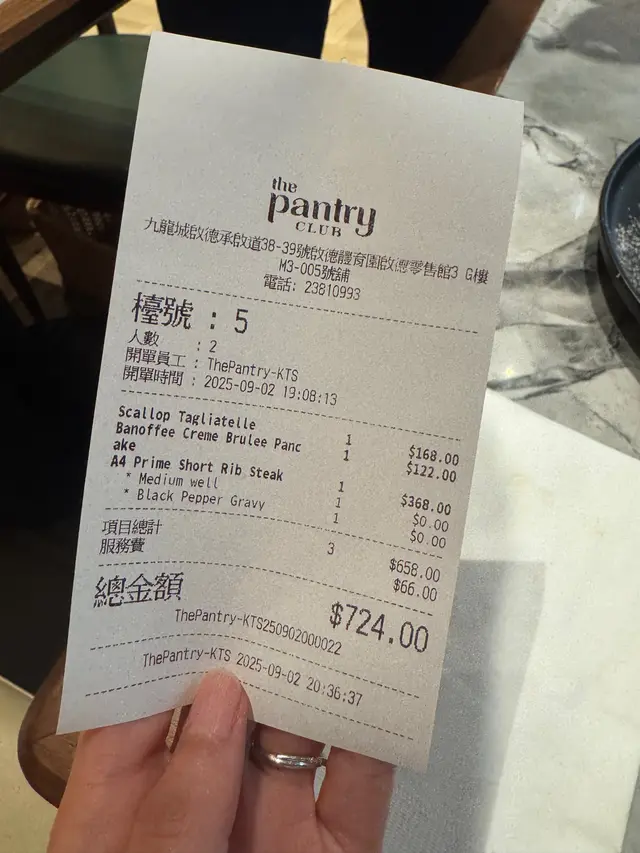 the
pantry
CLUB
九龍城啟德承啟道38-39號啟德體育園啟德零售館3 G樓
M3-005號舖
電話: 23810993
檯號 : 5
人數 : 2
開單員工 : ThePantry-KTS
開單時間 : 2025-09-02 19:08:13
Scallop Tagliatelle 1 $168.00
Banoffee Creme Brulee Panc 1 $122.00
ake
A4 Prime Short Rib Steak 1 $368.00
* Medium well 1 $0.00
* Black Pepper Gravy 1 $0.00
項目總計 3 $658.00
服務費 $66.00
總金額 $724.00
ThePantry-KTS250902000022
ThePantry-KTS 2025-09-02 20:36:37